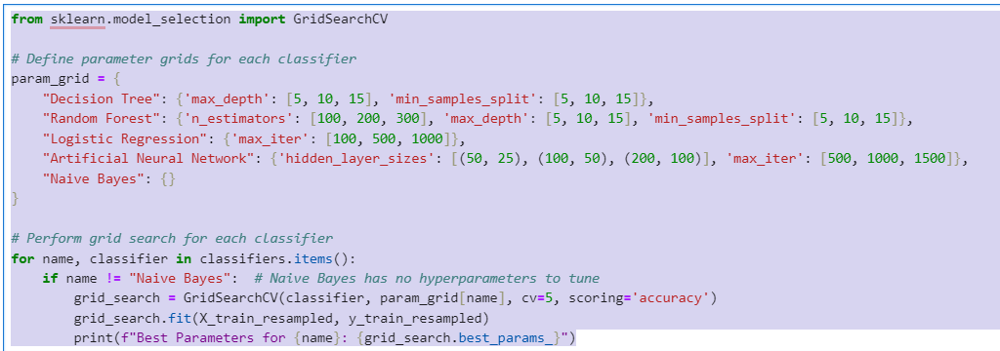 from sklearn.model_selection import GridSearchCV
# Define parameter grids for each classifier
param_grid = {
    "Decision Tree": {'max_depth': [5, 10, 15], 'min_samples_split': [5, 10, 15]},
    "Random Forest": {'n_estimators': [100, 200, 300], 'max_depth': [5, 10, 15], 'min_samples_split': [5, 10, 15]},
    "Logistic Regression": {'max_iter': [100, 500, 1000]},
    "Artificial Neural Network": {'hidden_layer_sizes': [(50, 25), (100, 50), (200, 100)], 'max_iter': [500, 1000, 1500]},
    "Naive Bayes": {}
}
# Perform grid search for each classifier
for name, classifier in classifiers.items():
    if name != "Naive Bayes":  # Naive Bayes has no hyperparameters to tune
        grid_search = GridSearchCV(classifier, param_grid[name], cv=5, scoring='accuracy')
        grid_search.fit(X_train_resampled, y_train_resampled)
        print(f"Best Parameters for {name}: {grid_search.best_params_}")